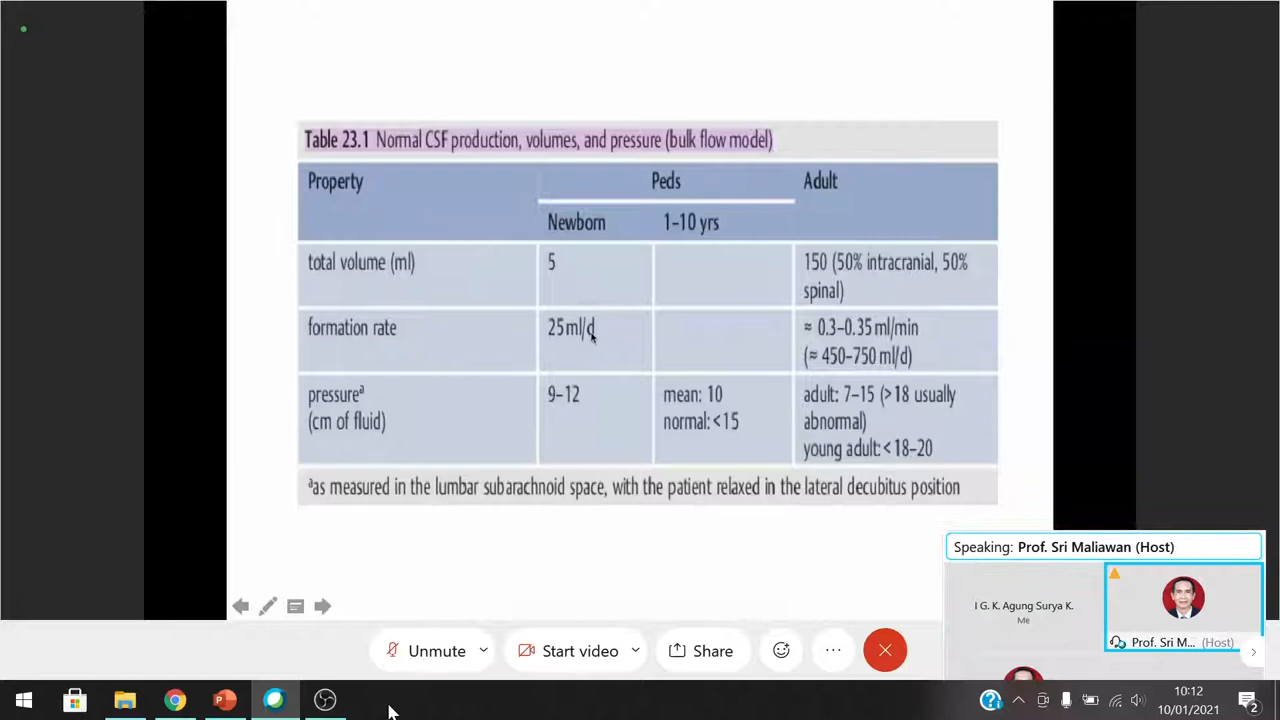 Table 23.1 Normal CSF production, volumes, and pressure (bulk flow model)
Property
Peds
Adult
Newborn
1–10 yrs
total volume (ml)
5
150 (50% intracranial, 50%
spinal)
formation rate
25 ml/d
≈ 0.3–0.35 ml/min
(≈ 450–750 ml/d)
pressureᵃ
(cm of fluid)
9–12
mean: 10
normal: <15
adult: 7–15 (>18 usually
abnormal)
young adult: <18–20
ᵃas measured in the lumbar subarachnoid space, with the patient relaxed in the lateral decubitus position
Speaking: Prof. Sri Maliawan (Host)
I G. K. Agung Surya K.
Me
Prof. Sri M... (Host)
Unmute
Start video
Share
10:12
10/01/2021
2